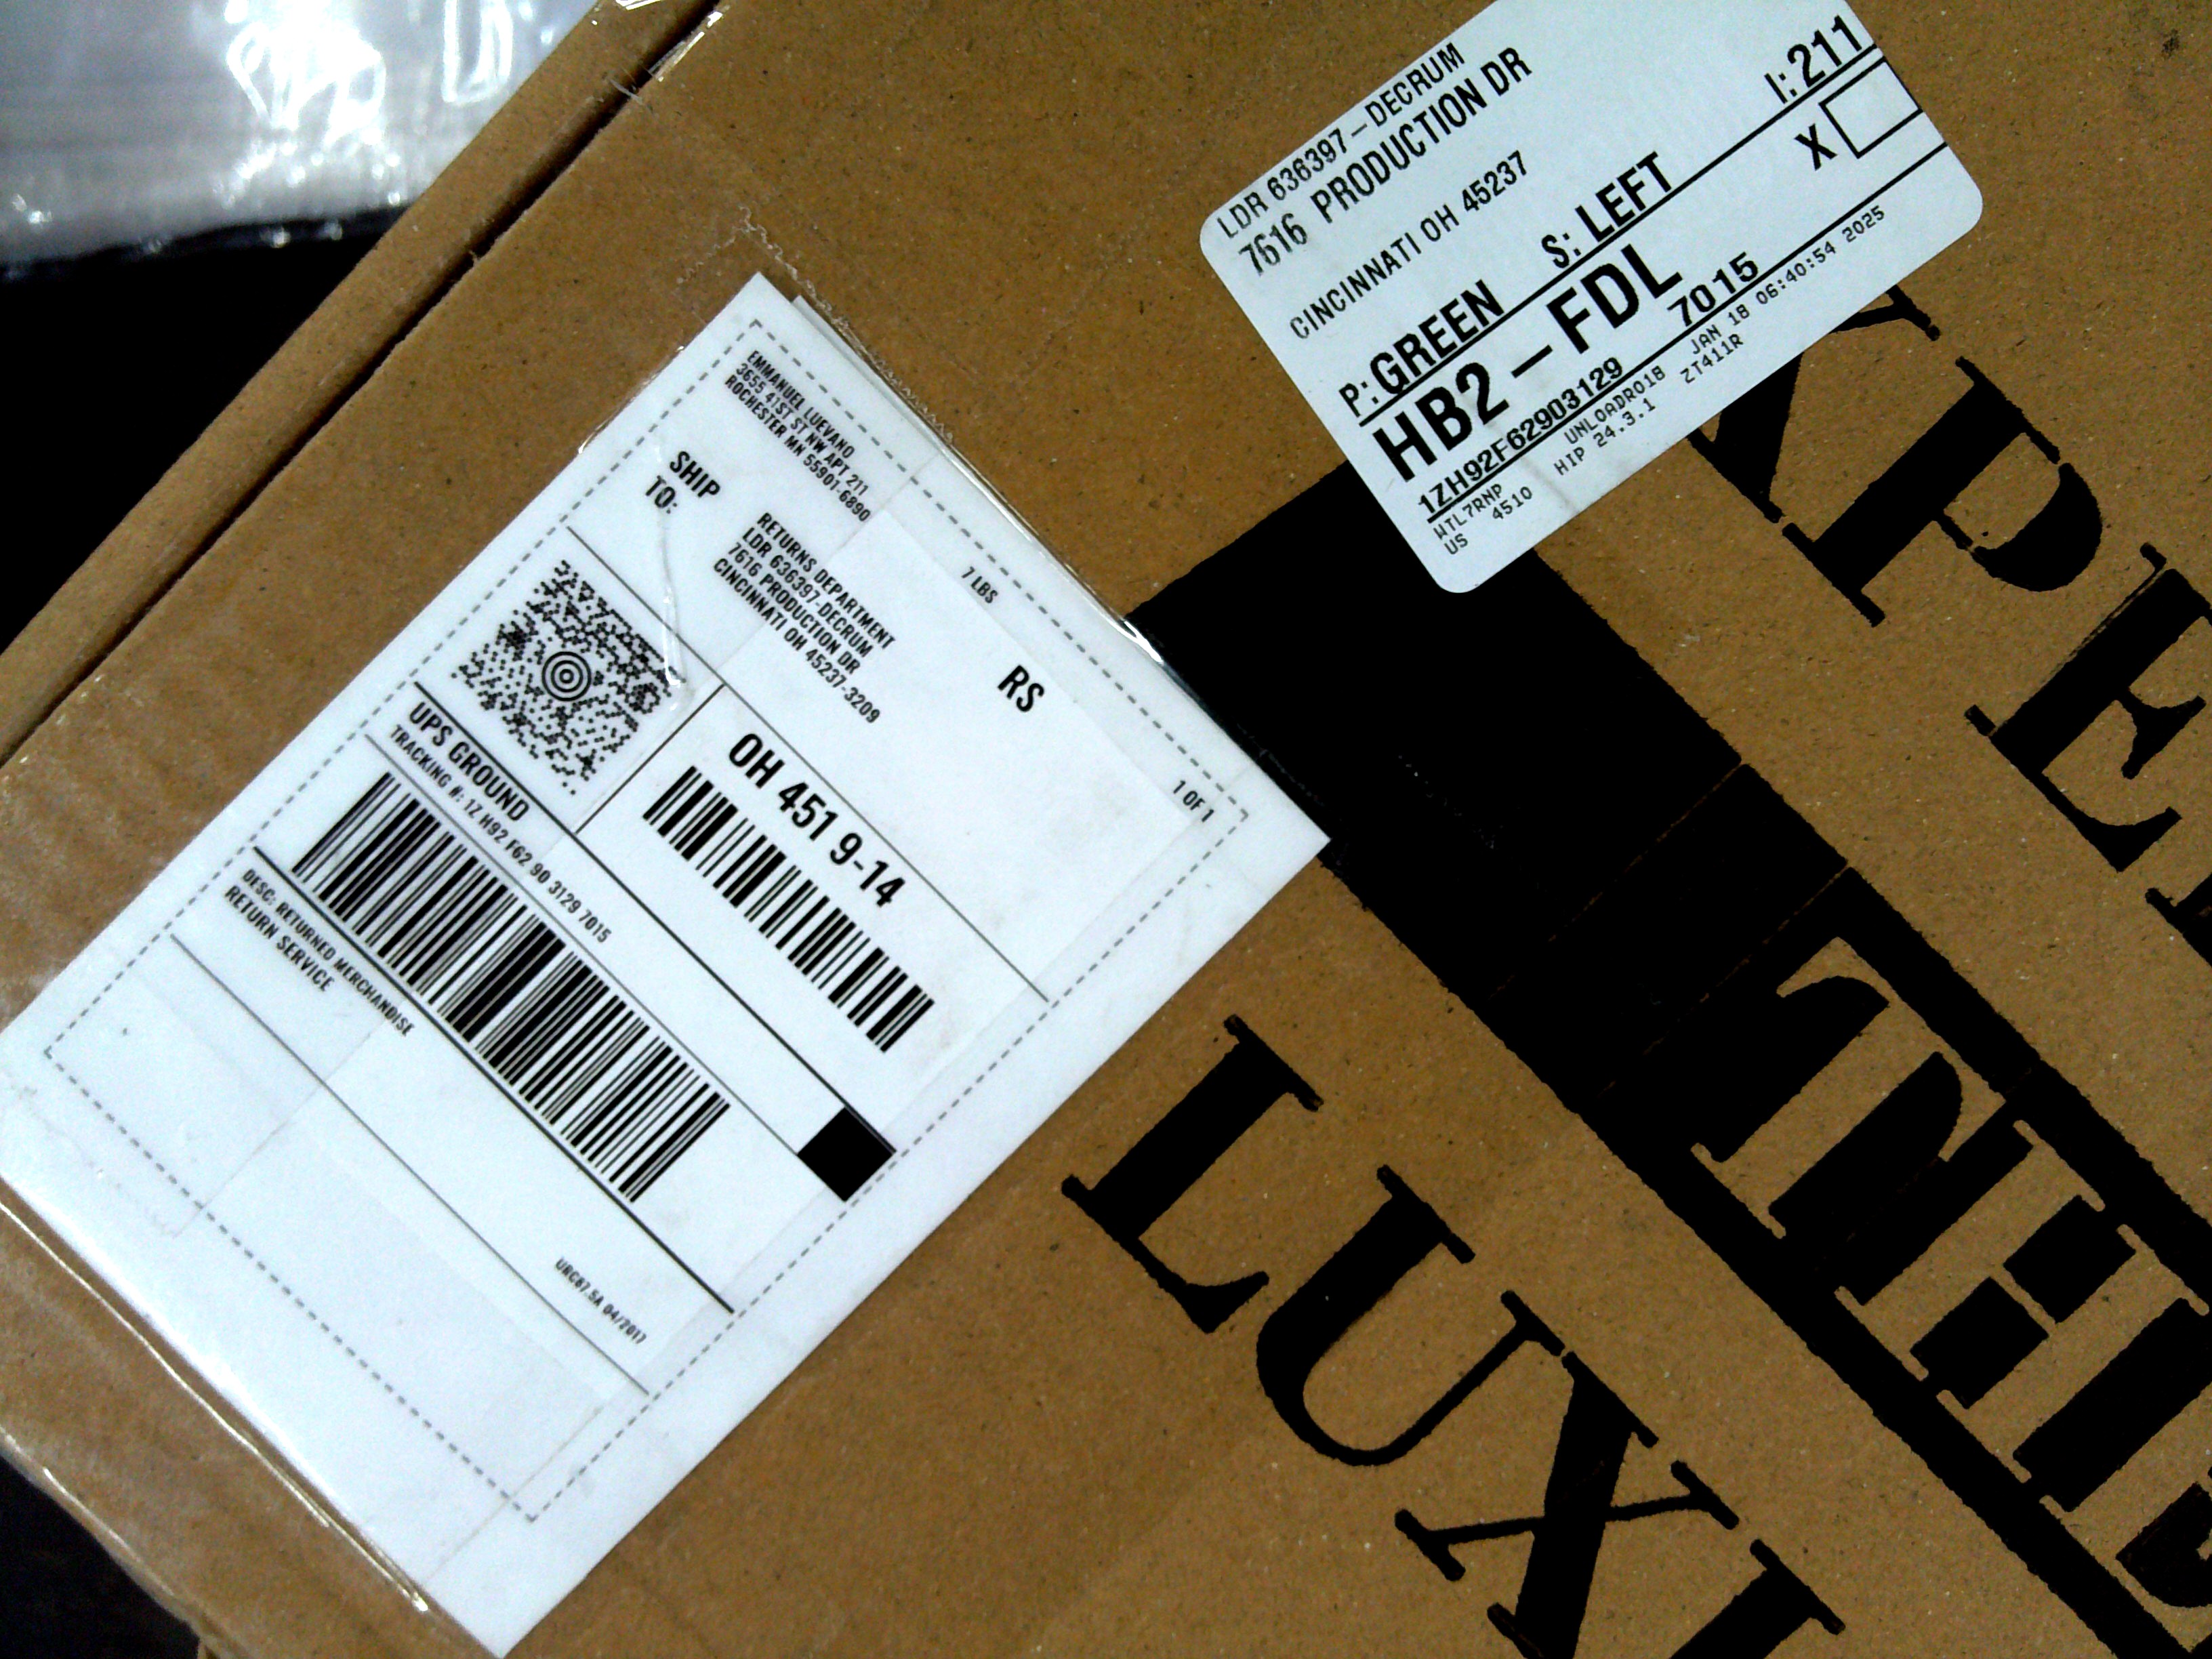 EMMANUEL LUEVANO
3655 41ST ST NW APT 211
ROCHESTER MN 55901-6890
7 LBS
1 OF 1
RS
SHIP
TO:
RETURNS DEPARTMENT
LDR 636397-DECRUM
7616 PRODUCTION DR
CINCINNATI OH 45237-3209
OH 451 9-14
UPS GROUND
TRACKING #: 1Z H92 F62 90 3129 7015
DESC: RETURNED MERCHANDISE
RETURN SERVICE
URC67.5A 04/2017
LDR 636397-DECRUM
7616 PRODUCTION DR
CINCINNATI OH 45237
I: 211
P: GREEN S: LEFT
X
HB2-FDL
1ZH92F62903129 7015
WTL7RNP UNLOADR018 JAN 18 06:40:54 2025
US 4510 HIP 24.3.1 ZT411R
LUXU